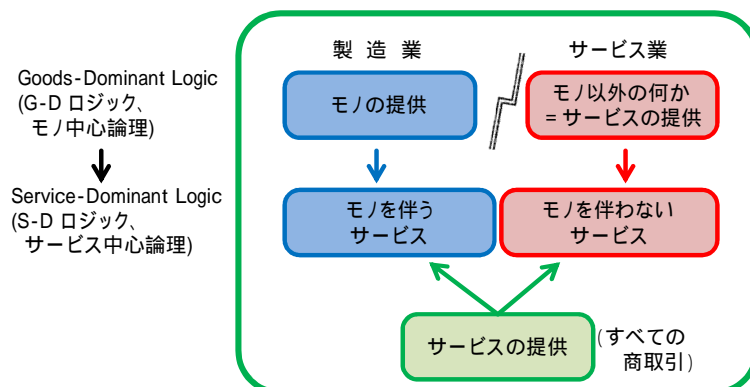 製 造 業
サービス業
Goods-Dominant Logic
(G-D ロジック、
モノ中心論理)
モノの提供
モノ以外の何か
= サービスの提供
Service-Dominant Logic
(S-D ロジック、
サービス中心論理)
モノを伴う
サービス
モノを伴わない
サービス
サービスの提供
(すべての
商取引)